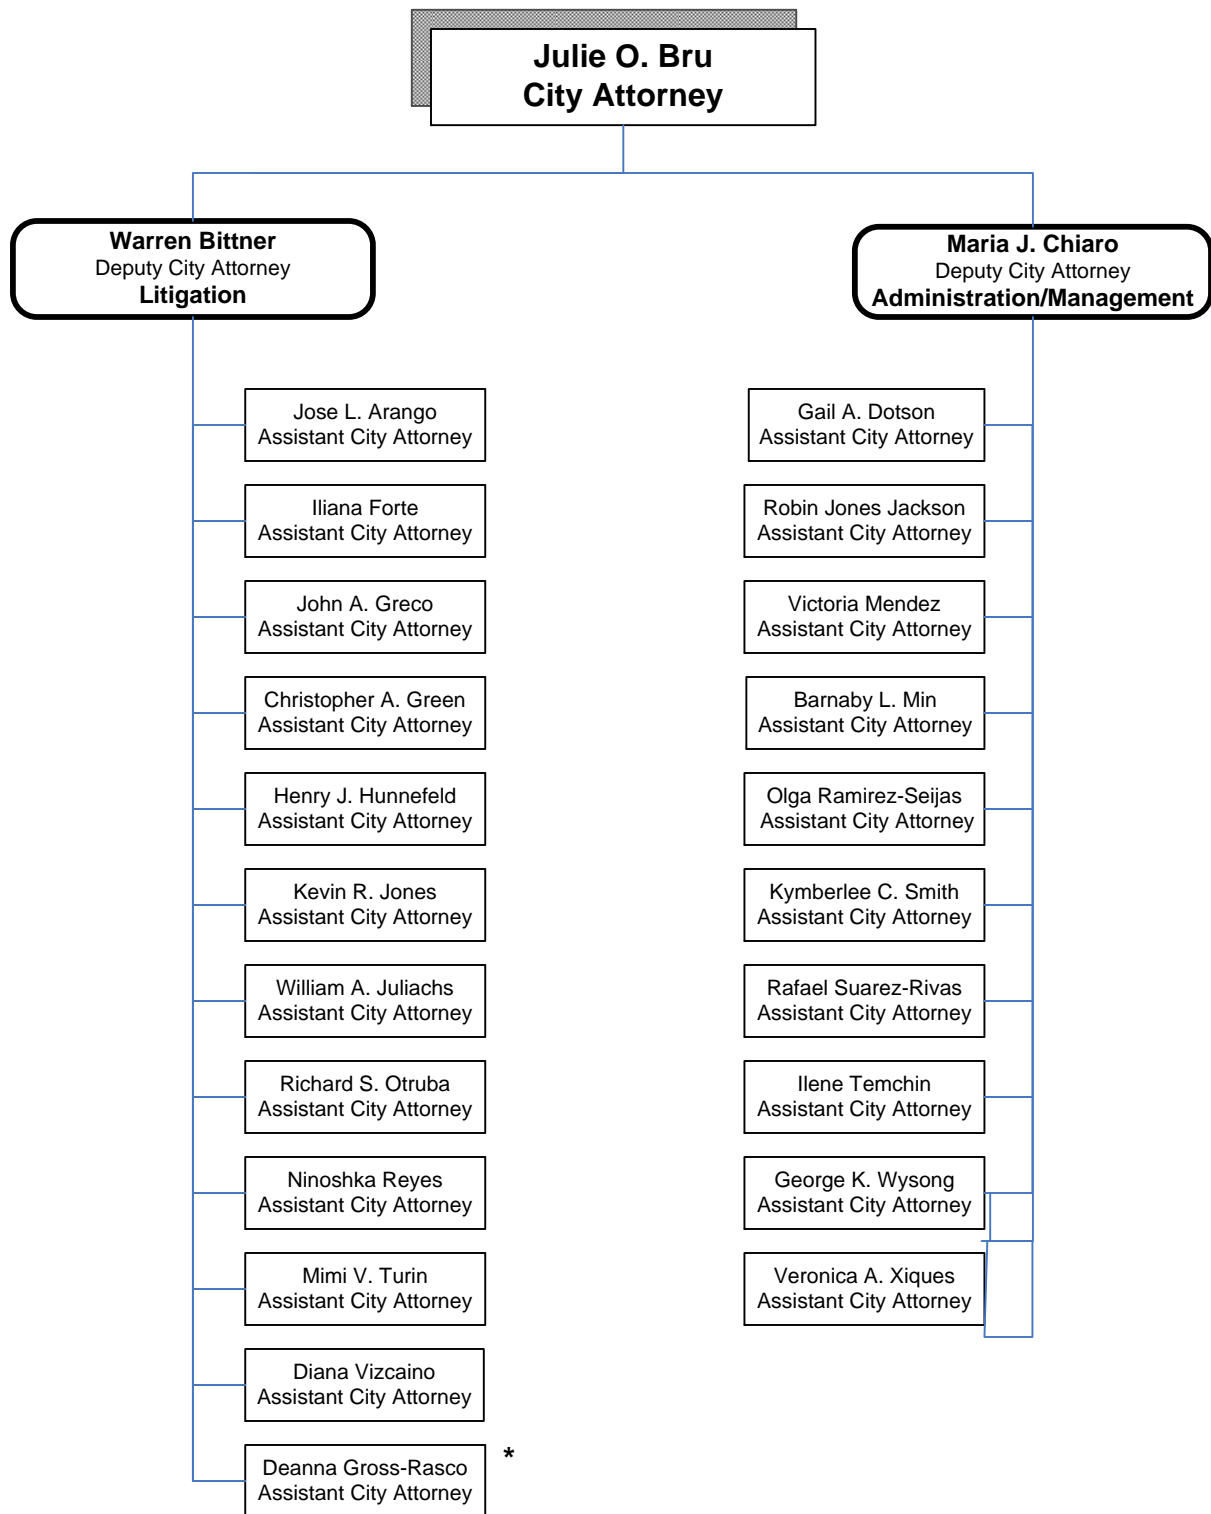 Julie O. Bru
City Attorney
Warren Bittner
Deputy City Attorney
Litigation
Maria J. Chiaro
Deputy City Attorney
Administration/Management
Jose L. Arango
Assistant City Attorney
Iliana Forte
Assistant City Attorney
John A. Greco
Assistant City Attorney
Christopher A. Green
Assistant City Attorney
Henry J. Hunnefeld
Assistant City Attorney
Kevin R. Jones
Assistant City Attorney
William A. Juliachs
Assistant City Attorney
Richard S. Otruba
Assistant City Attorney
Ninoshka Reyes
Assistant City Attorney
Mimi V. Turin
Assistant City Attorney
Diana Vizcaino
Assistant City Attorney
Deanna Gross-Rasco *
Assistant City Attorney
Gail A. Dotson
Assistant City Attorney
Robin Jones Jackson
Assistant City Attorney
Victoria Mendez
Assistant City Attorney
Barnaby L. Min
Assistant City Attorney
Olga Ramirez-Seijas
Assistant City Attorney
Kymberlee C. Smith
Assistant City Attorney
Rafael Suarez-Rivas
Assistant City Attorney
Ilene Temchin
Assistant City Attorney
George K. Wysong
Assistant City Attorney
Veronica A. Xiques
Assistant City Attorney